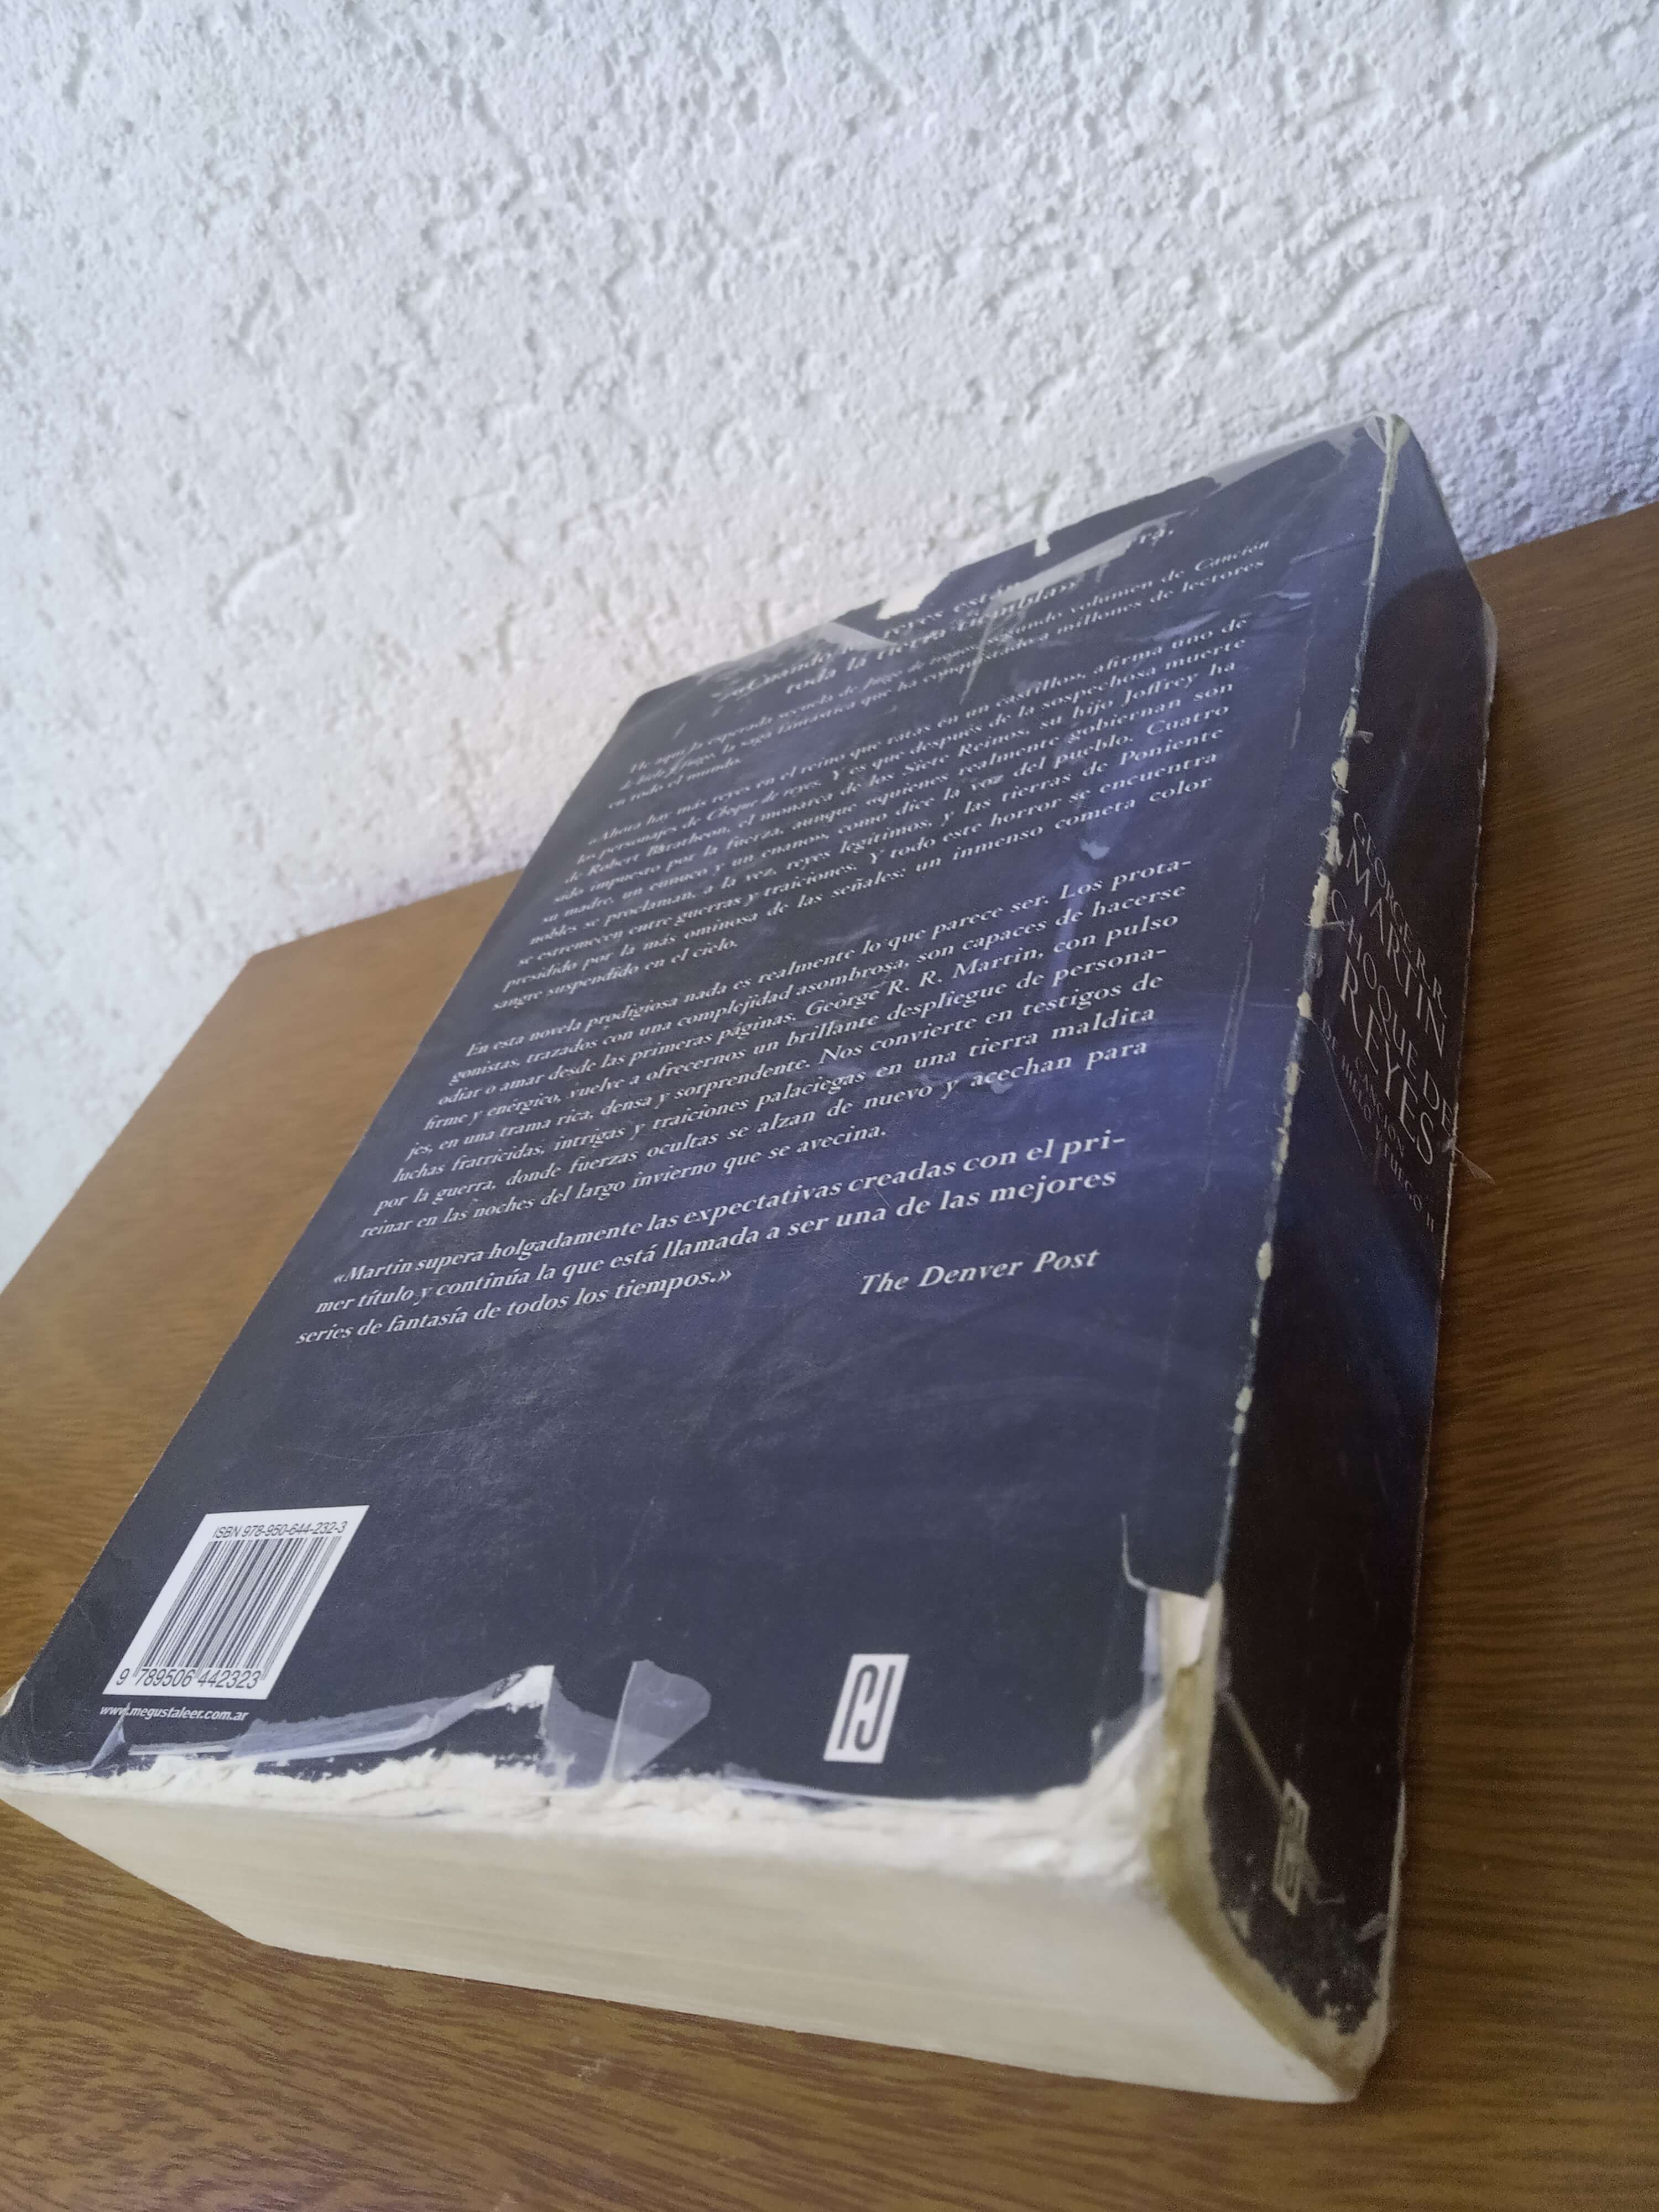 «Cuando los reyes están
rra,
toda la tierra tiembla»
He aquí la esperada secuela de Juego de tronos, segundo volumen de Canción
de hielo y fuego, la saga fantástica que ha conquistado a millones de lectores
en todo el mundo.
«Ahora hay más reyes en el reino que ratas en un castillo», afirma uno de
los personajes de Choque de reyes. Y es que después de la sospechosa muerte
de Robert Baratheon, el monarca de los Siete Reinos, su hijo Joffrey ha
sido impuesto por la fuerza, aunque «quienes realmente gobiernan son
su madre, un eunuco y un enano», como dice la voz del pueblo. Cuatro
nobles se proclaman, a la vez, reyes legítimos, y las tierras de Poniente
se estremecen entre guerras y traiciones. Y todo este horror se encuentra
presidido por la más ominosa de las señales: un inmenso cometa color
sangre suspendido en el cielo.
En esta novela prodigiosa nada es realmente lo que parece ser. Los prota-
gonistas, trazados con una complejidad asombrosa, son capaces de hacerse
odiar o amar desde las primeras páginas. George R. R. Martin, con pulso
firme y enérgico, vuelve a ofrecernos un brillante despliegue de persona-
jes, en una trama rica, densa y sorprendente. Nos convierte en testigos de
luchas fratricidas, intrigas y traiciones palaciegas en una tierra maldita
por la guerra, donde fuerzas ocultas se alzan de nuevo y acechan para
reinar en las noches del largo invierno que se avecina.
«Martin supera holgadamente las expectativas creadas con el pri-
mer título y continúa la que está llamada a ser una de las mejores
series de fantasía de todos los tiempos.»
The Denver Post
ISBN 978-950-644-232-3
9 789506 442323
www.megustaleer.com.ar
GEORGE R. R.
MARTIN
CHOQUE DE
REYES
CANCIÓN
DE HIELO Y FUEGO II